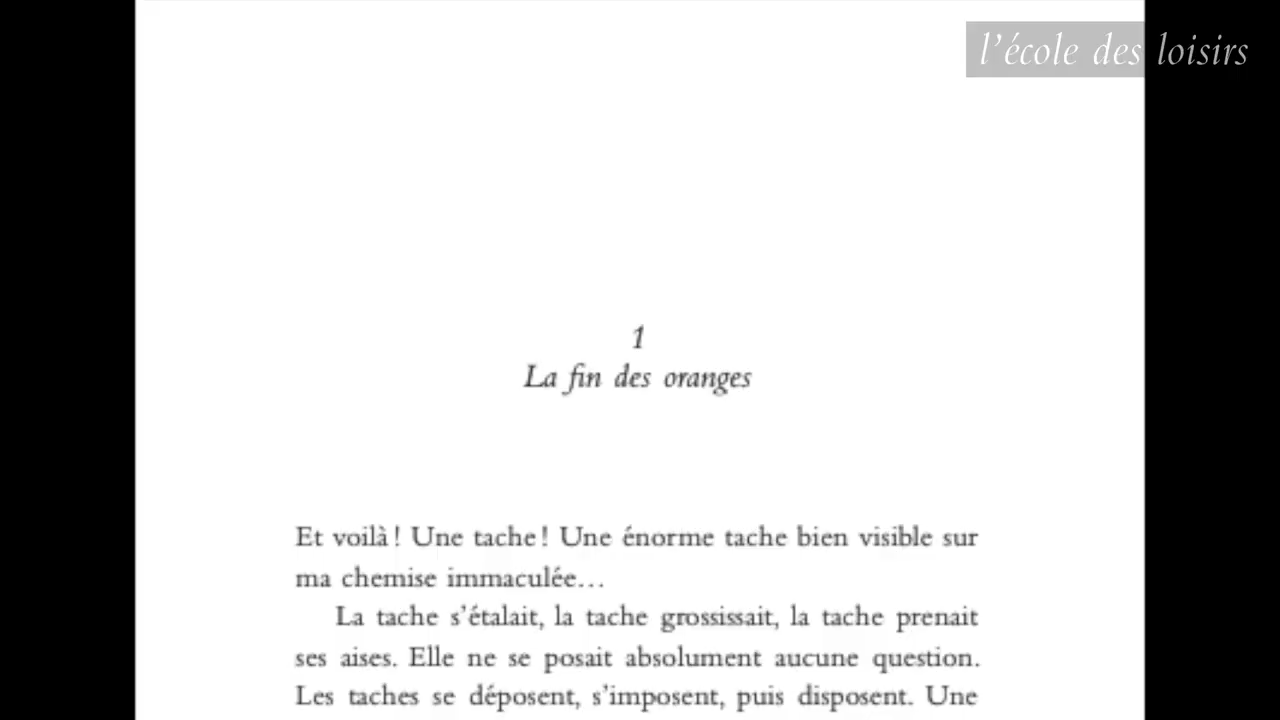 l'école des loisirs
1
La fin des oranges
Et voilà ! Une tache ! Une énorme tache bien visible sur
ma chemise immaculée…
La tache s'étalait, la tache grossissait, la tache prenait
ses aises. Elle ne se posait absolument aucune question.
Les taches se déposent, s'imposent, puis disposent. Une